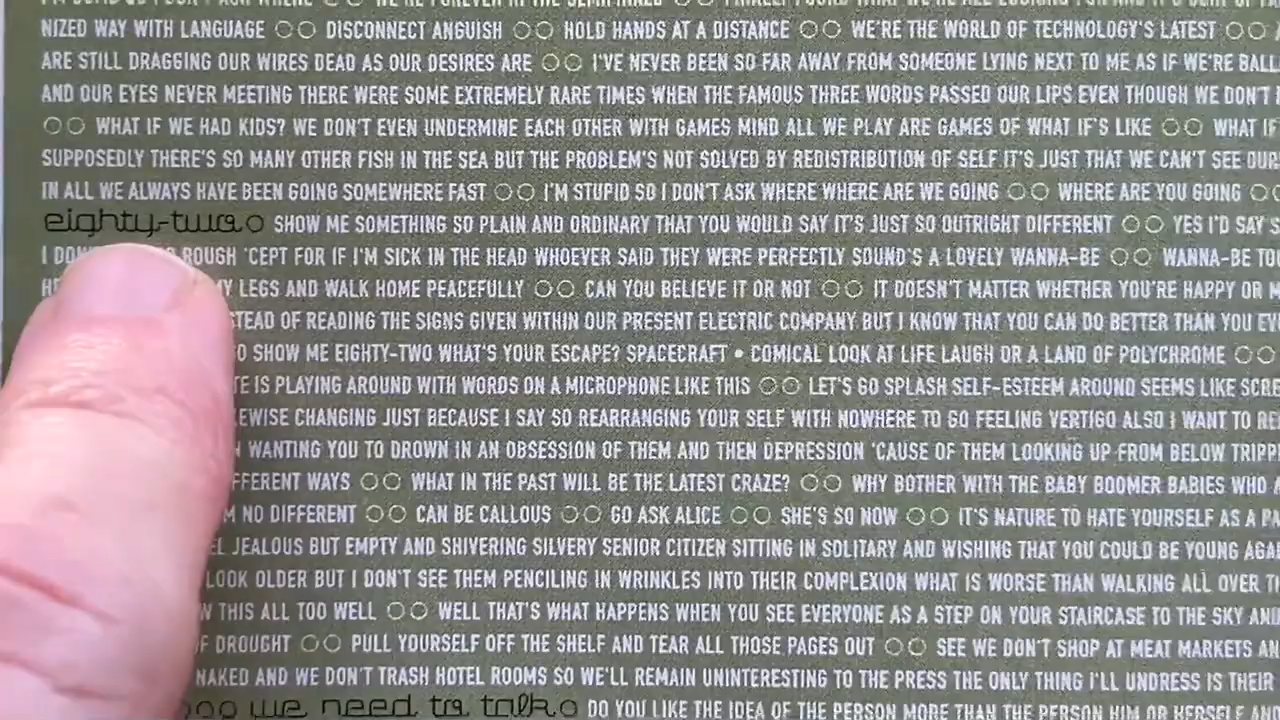 NIZED WAY WITH LANGUAGE ○○ DISCONNECT ANGUISH ○○ HOLD HANDS AT A DISTANCE ○○ WE'RE THE WORLD OF TECHNOLOGY'S LATEST ○○
ARE STILL DRAGGING OUR WIRES DEAD AS OUR DESIRES ARE ○○ I'VE NEVER BEEN SO FAR AWAY FROM SOMEONE LYING NEXT TO ME AS IF WE'RE BALL
AND OUR EYES NEVER MEETING THERE WERE SOME EXTREMELY RARE TIMES WHEN THE FAMOUS THREE WORDS PASSED OUR LIPS EVEN THOUGH WE DON'T
○○ WHAT IF WE HAD KIDS? WE DON'T EVEN UNDERMINE EACH OTHER WITH GAMES MIND ALL WE PLAY ARE GAMES OF WHAT IF'S LIKE ○○ WHAT IF
SUPPOSEDLY THERE'S SO MANY OTHER FISH IN THE SEA BUT THE PROBLEM'S NOT SOLVED BY REDISTRIBUTION OF SELF IT'S JUST THAT WE CAN'T SEE OUR
IN ALL WE ALWAYS HAVE BEEN GOING SOMEWHERE FAST ○○ I'M STUPID SO I DON'T ASK WHERE WHERE ARE WE GOING ○○ WHERE ARE YOU GOING
eighty-two ○ SHOW ME SOMETHING SO PLAIN AND ORDINARY THAT YOU WOULD SAY IT'S JUST SO OUTRIGHT DIFFERENT ○○ YES I'D SAY
I ROUGH 'CEPT FOR IF I'M SICK IN THE HEAD WHOEVER SAID THEY WERE PERFECTLY SOUND'S A LOVELY WANNA-BE ○○ WANNA-BE
MY LEGS AND WALK HOME PEACEFULLY ○○ CAN YOU BELIEVE IT OR NOT ○○ IT DOESN'T MATTER WHETHER YOU'RE HAPPY OR
STEAD OF READING THE SIGNS GIVEN WITHIN OUR PRESENT ELECTRIC COMPANY BUT I KNOW THAT YOU CAN DO BETTER THAN YOU
SHOW ME EIGHTY-TWO WHAT'S YOUR ESCAPE? SPACECRAFT • COMICAL LOOK AT LIFE LAUGH OR A LAND OF POLYCHROME ○○
IS PLAYING AROUND WITH WORDS ON A MICROPHONE LIKE THIS ○○ LET'S GO SPLASH SELF-ESTEEM AROUND SEEMS LIKE
EWISE CHANGING JUST BECAUSE I SAY SO REARRANGING YOUR SELF WITH NOWHERE TO GO FEELING VERTIGO ALSO I WANT TO
WANTING YOU TO DROWN IN AN OBSESSION OF THEM AND THEN DEPRESSION 'CAUSE OF THEM LOOKING UP FROM BELOW
FFERENT WAYS ○○ WHAT IN THE PAST WILL BE THE LATEST CRAZE? ○○ WHY BOTHER WITH THE BABY BOOMER BABIES WHO
NO DIFFERENT ○○ CAN BE CALLOUS ○○ GO ASK ALICE ○○ SHE'S SO NOW ○○ IT'S NATURE TO HATE YOURSELF AS A
EL JEALOUS BUT EMPTY AND SHIVERING SILVERY SENIOR CITIZEN SITTING IN SOLITARY AND WISHING THAT YOU COULD BE YOUNG
LOOK OLDER BUT I DON'T SEE THEM PENCILING IN WRINKLES INTO THEIR COMPLEXION WHAT IS WORSE THAN WALKING ALL OVER
THIS ALL TOO WELL ○○ WELL THAT'S WHAT HAPPENS WHEN YOU SEE EVERYONE AS A STEP ON YOUR STAIRCASE TO THE SKY AND
OF DROUGHT ○○ PULL YOURSELF OFF THE SHELF AND TEAR ALL THOSE PAGES OUT ○○ SEE WE DON'T SHOP AT MEAT MARKETS
NAKED AND WE DON'T TRASH HOTEL ROOMS SO WE'LL REMAIN UNINTERESTING TO THE PRESS THE ONLY THING I'LL UNDRESS IS THEIR
○○ we need to talk ○ DO YOU LIKE THE IDEA OF THE PERSON MORE THAN THE PERSON HIM OR HERSELF AND